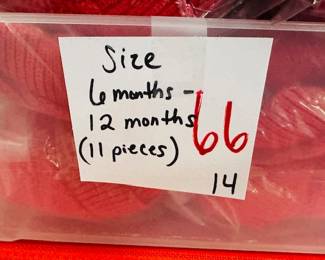 Size
6 months -
12 months
(11 pieces)
66
14